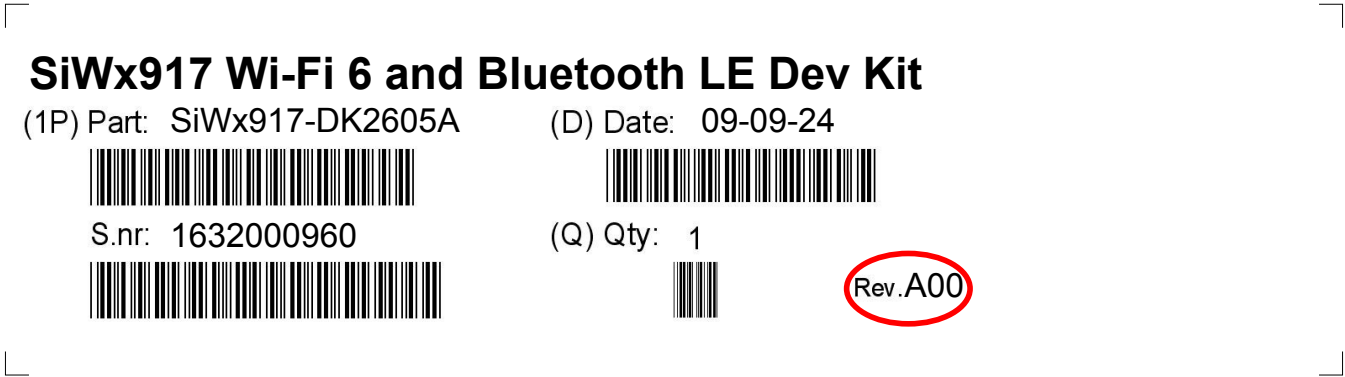 SiWx917 Wi-Fi 6 and Bluetooth LE Dev Kit
(1P) Part: SiWx917-DK2605A (D) Date: 09-09-24
S.nr: 1632000960 (Q) Qty: 1
Rev.A00